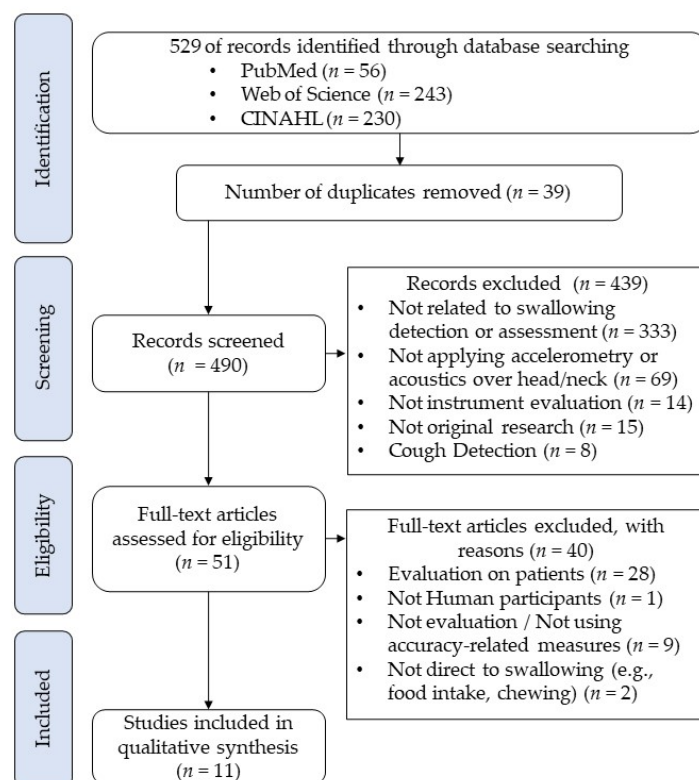 Identification
529 of records identified through database searching
• PubMed (n = 56)
• Web of Science (n = 243)
• CINAHL (n = 230)
Number of duplicates removed (n = 39)
Screening
Records screened
(n = 490)
Records excluded (n = 439)
• Not related to swallowing
detection or assessment (n = 333)
• Not applying accelerometry or
acoustics over head/neck (n = 69)
• Not instrument evaluation (n = 14)
• Not original research (n = 15)
• Cough Detection (n = 8)
Eligibility
Full-text articles
assessed for eligibility
(n = 51)
Full-text articles excluded, with
reasons (n = 40)
• Evaluation on patients (n = 28)
• Not Human participants (n = 1)
• Not evaluation / Not using
accuracy-related measures (n = 9)
• Not direct to swallowing (e.g.,
food intake, chewing) (n = 2)
Included
Studies included in
qualitative synthesis
(n = 11)